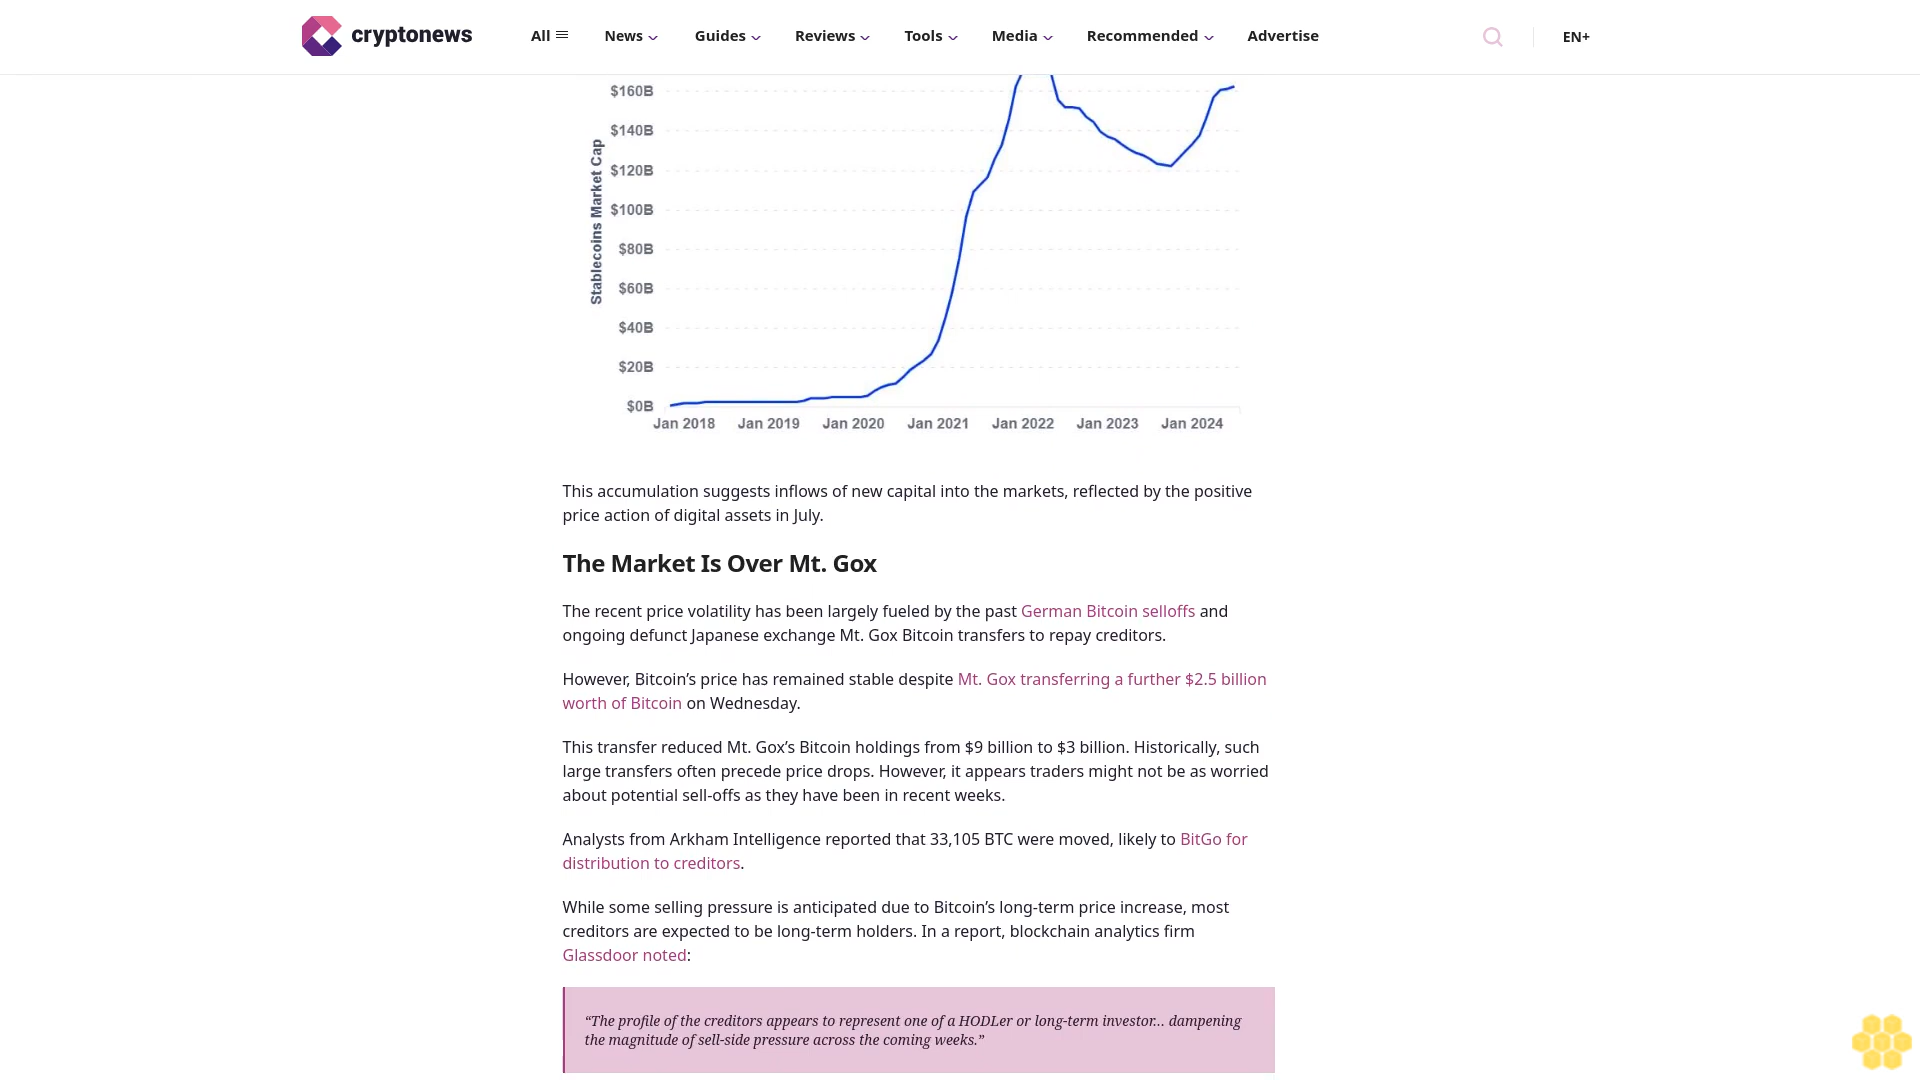 cryptonews
All
News
Guides
Reviews
Tools
Media
Recommended
Advertise
EN+
$160B
$140B
$120B
$100B
$80B
$60B
$40B
$20B
$0B
Stablecoins Market Cap
Jan 2018 Jan 2019 Jan 2020 Jan 2021 Jan 2022 Jan 2023 Jan 2024
This accumulation suggests inflows of new capital into the markets, reflected by the positive
price action of digital assets in July.
The Market Is Over Mt. Gox
The recent price volatility has been largely fueled by the past German Bitcoin selloffs and
ongoing defunct Japanese exchange Mt. Gox Bitcoin transfers to repay creditors.
However, Bitcoin’s price has remained stable despite Mt. Gox transferring a further $2.5 billion
worth of Bitcoin on Wednesday.
This transfer reduced Mt. Gox’s Bitcoin holdings from $9 billion to $3 billion. Historically, such
large transfers often precede price drops. However, it appears traders might not be as worried
about potential sell-offs as they have been in recent weeks.
Analysts from Arkham Intelligence reported that 33,105 BTC were moved, likely to BitGo for
distribution to creditors.
While some selling pressure is anticipated due to Bitcoin’s long-term price increase, most
creditors are expected to be long-term holders. In a report, blockchain analytics firm
Glassdoor noted:
“The profile of the creditors appears to represent one of a HODLer or long-term investor… dampening
the magnitude of sell-side pressure across the coming weeks.”